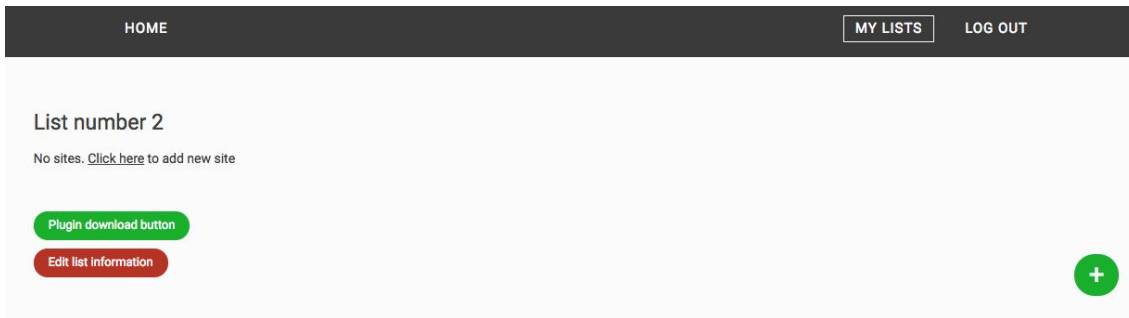 HOME MY LISTS LOG OUT
List number 2
No sites. Click here to add new site
Plugin download button
Edit list information
+